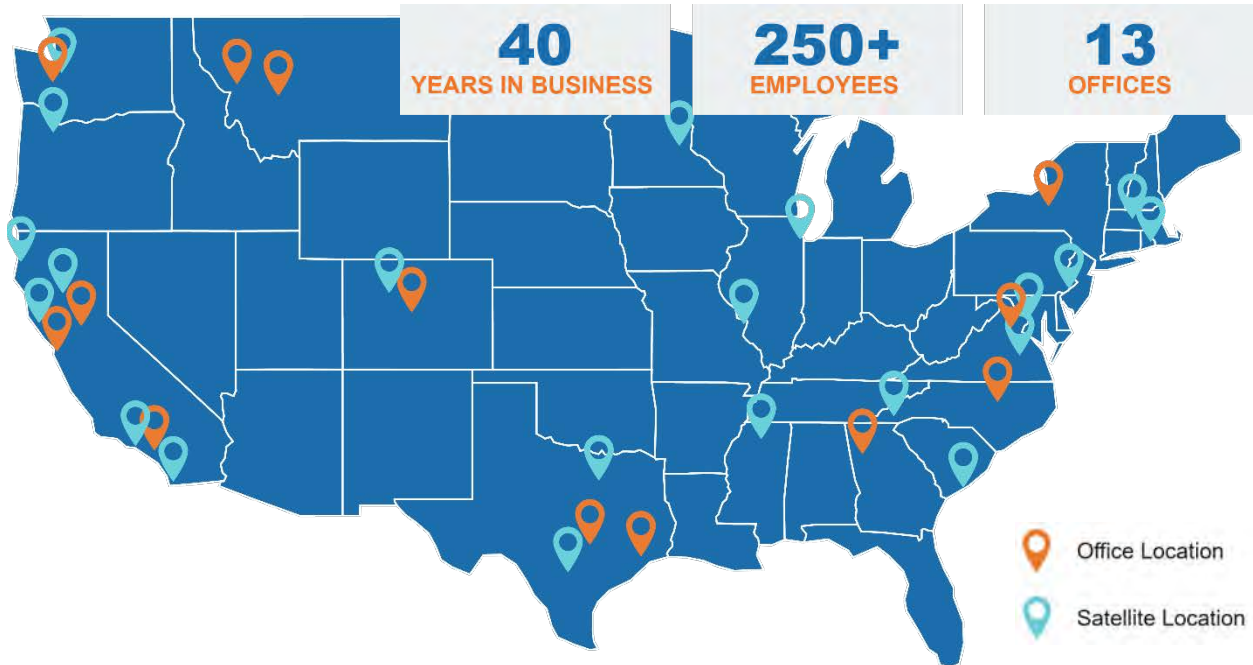 40
YEARS IN BUSINESS
250+
EMPLOYEES
13
OFFICES
Office Location
Satellite Location